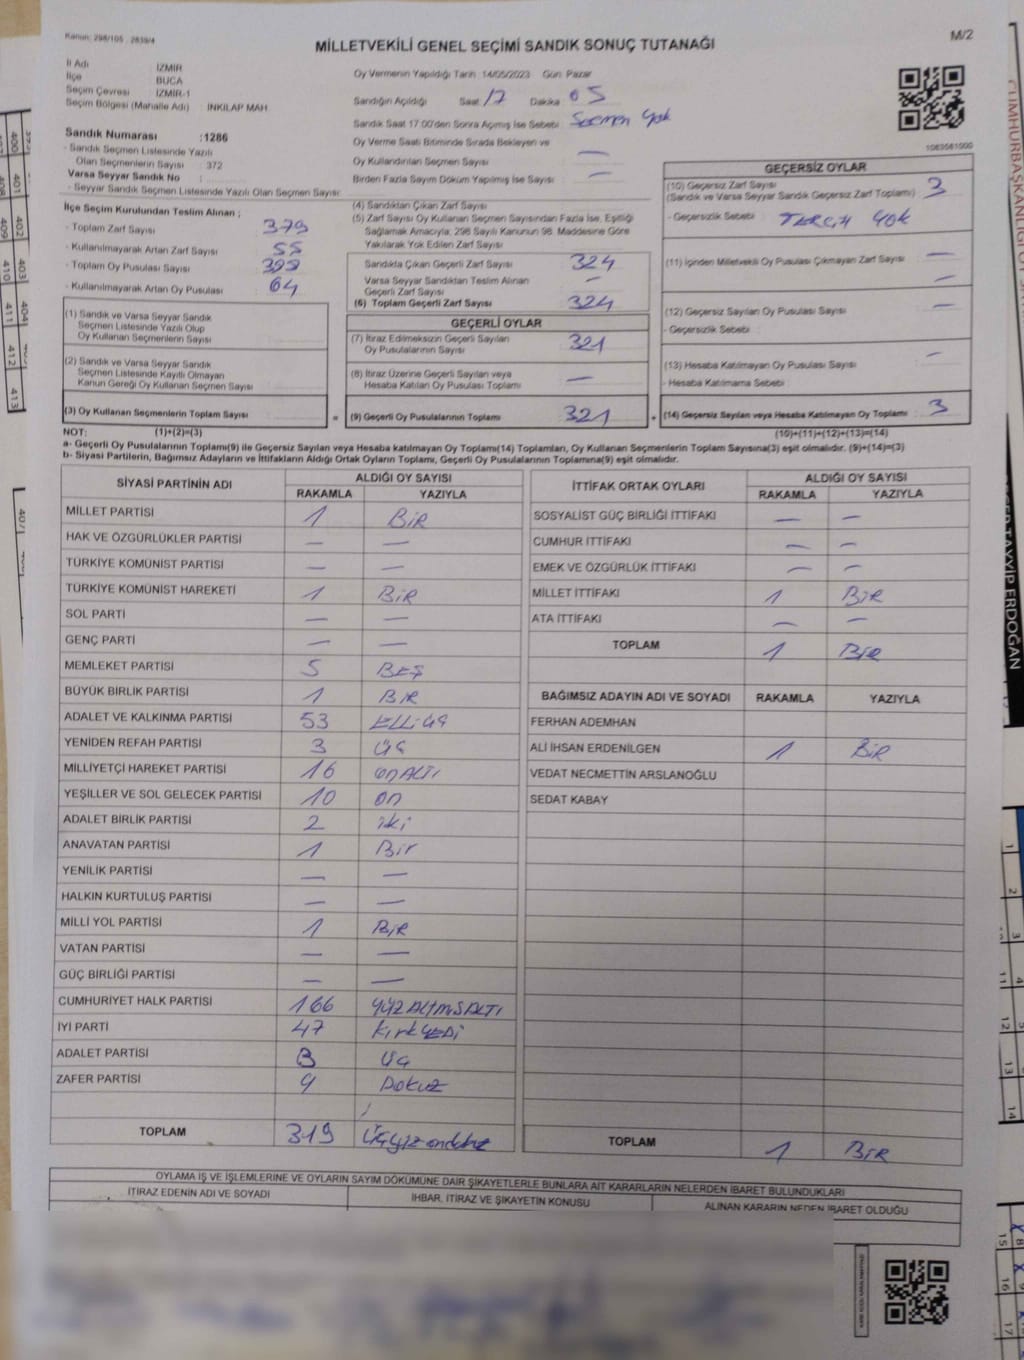 Kanun: 298/105 , 2839/4
MİLLETVEKİLİ GENEL SEÇİMİ SANDIK SONUÇ TUTANAĞI
M/2
İl Adı İZMİR
İlçe BUCA
Seçim Çevresi İZMİR-1
Seçim Bölgesi (Mahalle Adı) INKILAP MAH
Oy Vermenin Yapıldığı Tarih 14/05/2023 Gün Pazar
Sandığın Açıldığı Saat 17 Dakika 05
Sandık Saat 17.00'den Sonra Açımış İse Sebebi Seçmen yok
Sandık Numarası :1286
- Sandık Seçmen Listesinde Yazılı
Olan Seçmenlerin Sayısı : 372
Varsa Seyyar Sandık No :
- Seyyar Sandık Seçmen Listesinde Yazılı Olan Seçmen Sayısı
Oy Verme Saati Bitiminde Sırada Bekleyen ve
Oy Kullandırılan Seçmen Sayısı —
Birden Fazla Sayım Döküm Yapılmış İse Sayısı —
1063561000
İlçe Seçim Kurulundan Teslim Alınan ;
- Toplam Zarf Sayısı 379
- Kullanılmayarak Artan Zarf Sayısı 55
- Toplam Oy Pusulası Sayısı
- Kullanılmayarak Artan Oy Pusulası 64
(4) Sandıktan Çıkan Zarf Sayısı
(5) Zarf Sayısı Oy Kullanan Seçmen Sayısından Fazla İse, Eşitliği
Sağlamak Amacıyla, 298 Sayılı Kanunun 98. Maddesine Göre
Yakılarak Yok Edilen Zarf Sayısı
Sandıkta Çıkan Geçerli Zarf Sayısı 324
Varsa Seyyar Sandıktan Teslim Alınan
Geçerli Zarf Sayısı —
(6) Toplam Geçerli Zarf Sayısı 324
GEÇERSİZ OYLAR
(10) Geçersiz Zarf Sayısı
(Sandık ve Varsa Seyyar Sandık Geçersiz Zarf Toplamı) 3
- Geçersizlik Sebebi : TERCİH YOK
(11) İçinden Milletvekili Oy Pusulası Çıkmayan Zarf Sayısı —
(12) Geçersiz Sayılan Oy Pusulası Sayısı —
- Geçersizlik Sebebi :
(13) Hesaba Katılmayan Oy Pusulası Sayısı —
- Hesaba Katılmama Sebebi :
(14) Geçersiz Sayılan veya Hesaba Katılmayan Oy Toplamı : 3
(10)+(11)+(12)+(13)=(14)
(1) Sandık ve Varsa Seyyar Sandık
Seçmen Listesinde Yazılı Olup
Oy Kullanan Seçmenlerin Sayısı
(2) Sandık ve Varsa Seyyar Sandık
Seçmen Listesinde Kayıtlı Olmayan
Kanun Gereği Oy Kullanan Seçmen Sayısı
(3) Oy Kullanan Seçmenlerin Toplam Sayısı =
GEÇERLİ OYLAR
(7) İtiraz Edilmeksizin Geçerli Sayılan
Oy Pusulalarının Sayısı 321
(8) İtiraz Üzerine Geçerli Sayılan veya
Hesaba Katılan Oy Pusulası Toplamı —
(9) Geçerli Oy Pusulalarının Toplamı 321 +
NOT: (1)+(2)=(3)
a- Geçerli Oy Pusulalarının Toplamı(9) ile Geçersiz Sayılan veya Hesaba katılmayan Oy Toplamı(14) Toplamları, Oy Kullanan Seçmenlerin Toplam Sayısına(3) eşit olmalıdır. (9)+(14)=(3)
b- Siyasi Partilerin, Bağımsız Adayların ve İttifakların Aldığı Ortak Oyların Toplamı, Geçerli Oy Pusulalarının Toplamına(9) eşit olmalıdır.
SİYASİ PARTİNİN ADI ALDIĞI OY SAYISI
RAKAMLA YAZIYLA
MİLLET PARTİSİ 1 BİR
HAK VE ÖZGÜRLÜKLER PARTİSİ — —
TÜRKİYE KOMÜNİST PARTİSİ — —
TÜRKİYE KOMÜNİST HAREKETİ 1 BİR
SOL PARTİ — —
GENÇ PARTİ — —
MEMLEKET PARTİSİ 5 BEŞ
BÜYÜK BİRLİK PARTİSİ 1 BİR
ADALET VE KALKINMA PARTİSİ 53 ELLİ üç
YENİDEN REFAH PARTİSİ 3 üç
MİLLİYETÇİ HAREKET PARTİSİ 16 onALTI
YEŞİLLER VE SOL GELECEK PARTİSİ 10 on
ADALET BİRLİK PARTİSİ 2 iki
ANAVATAN PARTİSİ 1 Bir
YENİLİK PARTİSİ — —
HALKIN KURTULUŞ PARTİSİ — —
MİLLİ YOL PARTİSİ 1 BİR
VATAN PARTİSİ — —
GÜÇ BİRLİĞİ PARTİSİ — —
CUMHURİYET HALK PARTİSİ 166 YÜZ ALTMIŞ ALTI
İYİ PARTİ 47 KırkYEDİ
ADALET PARTİSİ 3 Üç
ZAFER PARTİSİ 9 Dokuz
TOPLAM 319 Üçyüz ondokuz
İTTİFAK ORTAK OYLARI ALDIĞI OY SAYISI
RAKAMLA YAZIYLA
SOSYALİST GÜÇ BİRLİĞİ İTTİFAKI — —
CUMHUR İTTİFAKI — —
EMEK VE ÖZGÜRLÜK İTTİFAKI — —
MİLLET İTTİFAKI 1 BİR
ATA İTTİFAKI — —
TOPLAM 1 BİR
BAĞIMSIZ ADAYIN ADI VE SOYADI RAKAMLA YAZIYLA
FERHAN ADEMHAN
ALİ İHSAN ERDENİLGEN 1 BİR
VEDAT NECMETTİN ARSLANOĞLU
SEDAT KABAY
TOPLAM 1 BİR
OYLAMA İŞ VE İŞLEMLERİNE VE OYLARIN SAYIM DÖKÜMÜNE DAİR ŞİKAYETLERLE BUNLARA AİT KARARLARIN NELERDEN İBARET BULUNDUKLARI
İTİRAZ EDENİN ADI VE SOYADI İHBAR, İTİRAZ VE ŞİKAYETİN KONUSU ALINAN KARARIN NEDEN İBARET OLDUĞU